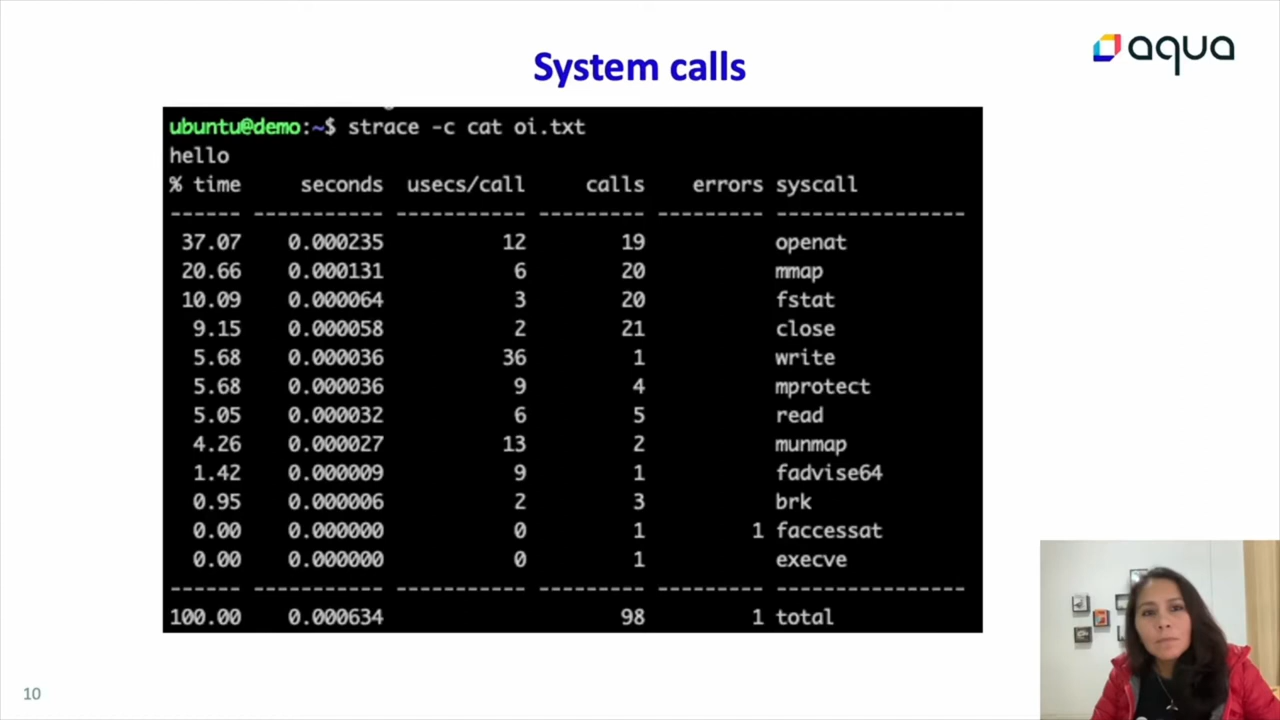 aqua
System calls
ubuntu@demo:~$ strace -c cat oi.txt
hello
% time seconds usecs/call calls errors syscall
------ ----------- ----------- --------- --------- ----------------
37.07 0.000235 12 19 openat
20.66 0.000131 6 20 mmap
10.09 0.000064 3 20 fstat
9.15 0.000058 2 21 close
5.68 0.000036 36 1 write
5.68 0.000036 9 4 mprotect
5.05 0.000032 6 5 read
4.26 0.000027 13 2 munmap
1.42 0.000009 9 1 fadvise64
0.95 0.000006 2 3 brk
0.00 0.000000 0 1 1 faccessat
0.00 0.000000 0 1 execve
------ ----------- ----------- --------- --------- ----------------
100.00 0.000634 98 1 total
10